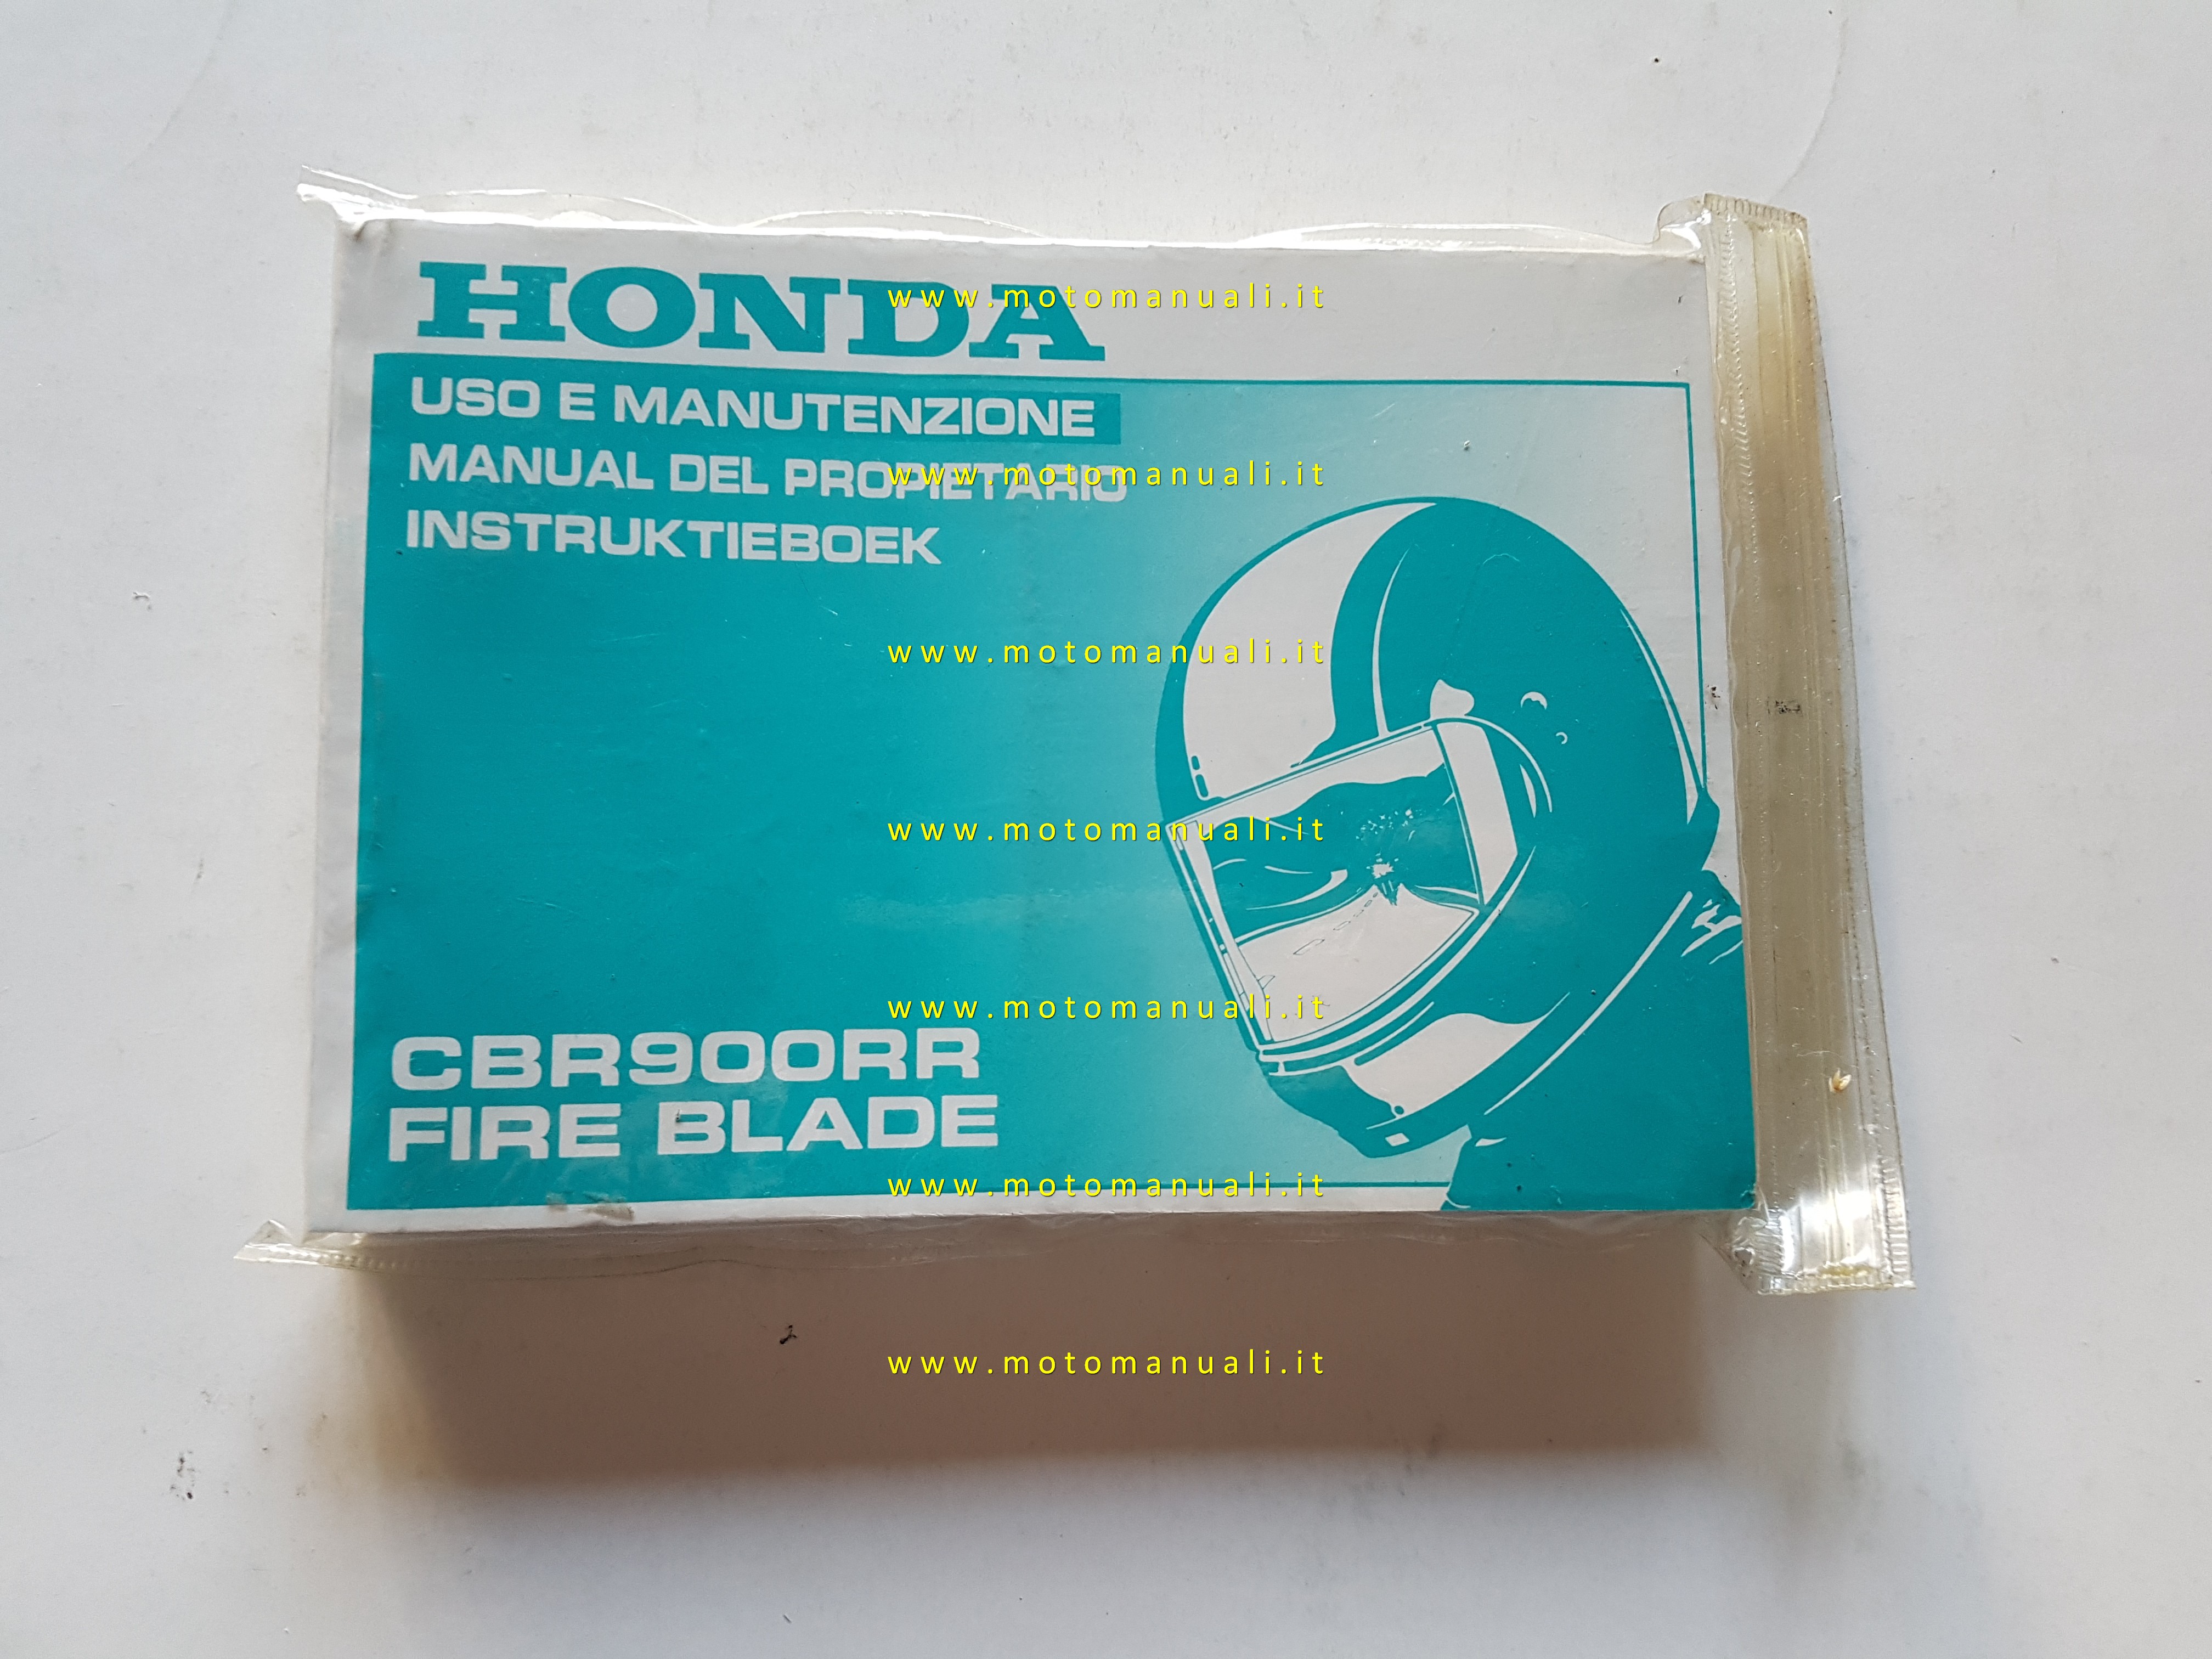 HONDA
www.motomanuali.it
USO E MANUTENZIONE
MANUAL DEL PROPIETARIO
www.motomanuali.it
INSTRUKTIEBOEK
www.motomanuali.it
www.motomanuali.it
www.motomanuali.it
CBR900RR
FIRE BLADE
www.motomanuali.it
www.motomanuali.it